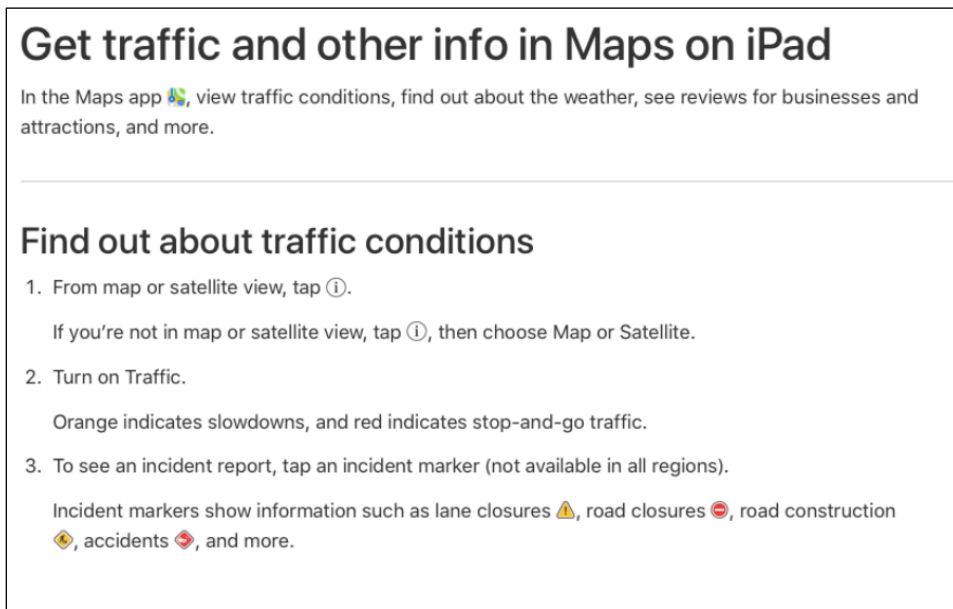 Get traffic and other info in Maps on iPad
In the Maps app , view traffic conditions, find out about the weather, see reviews for businesses and
attractions, and more.
Find out about traffic conditions
1. From map or satellite view, tap ⓘ.
If you’re not in map or satellite view, tap ⓘ, then choose Map or Satellite.
2. Turn on Traffic.
Orange indicates slowdowns, and red indicates stop-and-go traffic.
3. To see an incident report, tap an incident marker (not available in all regions).
Incident markers show information such as lane closures , road closures , road construction
, accidents , and more.